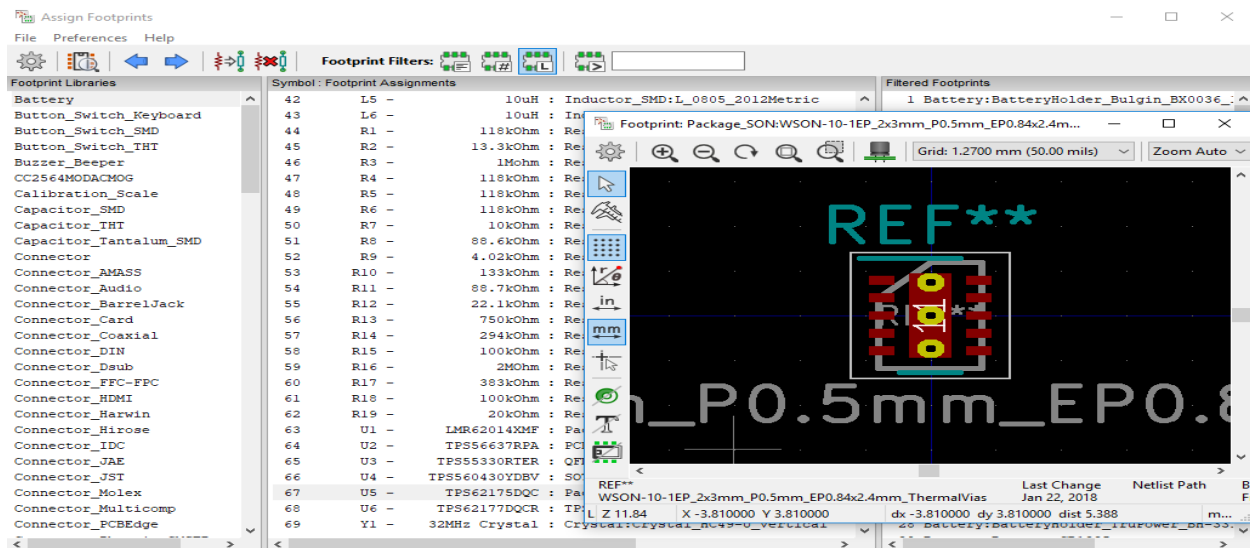 Assign Footprints
File Preferences Help
Footprint Filters:
Footprint Libraries
Battery
Button_Switch_Keyboard
Button_Switch_SMD
Button_Switch_THT
Buzzer_Beeper
CC2564MODACMOG
Calibration_Scale
Capacitor_SMD
Capacitor_THT
Capacitor_Tantalum_SMD
Connector
Connector_AMASS
Connector_Audio
Connector_BarrelJack
Connector_Card
Connector_Coaxial
Connector_DIN
Connector_Dsub
Connector_FFC-FPC
Connector_HDMI
Connector_Harwin
Connector_Hirose
Connector_IDC
Connector_JAE
Connector_JST
Connector_Molex
Connector_Multicomp
Connector_PCBEdge
Symbol : Footprint Assignments
42 L5 - 10uH : Inductor_SMD:L_0805_2012Metric
43 L6 - 10uH : In
44 R1 - 118kOhm : Re
45 R2 - 13.3kOhm : Re
46 R3 - 1Mohm : Re
47 R4 - 118kOhm : Re
48 R5 - 118kOhm : Re
49 R6 - 118kOhm : Re
50 R7 - 10kOhm : Re
51 R8 - 88.6kOhm : Re
52 R9 - 4.02kOhm : Re
53 R10 - 133kOhm : Re
54 R11 - 88.7kOhm : Re
55 R12 - 22.1kOhm : Re
56 R13 - 750kOhm : Re
57 R14 - 294kOhm : Re
58 R15 - 100kOhm : Re
59 R16 - 2MOhm : Re
60 R17 - 383kOhm : Re
61 R18 - 100kOhm : Re
62 R19 - 20kOhm : Re
63 U1 - LMR62014XMF : Pa
64 U2 - TPS56637RPA : PC
65 U3 - TPS55330RTER : QF
66 U4 - TPS560430YDBV : SO
67 U5 - TPS62175DQC : Pa
68 U6 - TPS62177DQCR : TP
69 Y1 - 32MHz Crystal : Crystal:Crystal_HC49-U_Vertical
Filtered Footprints
1 Battery:BatteryHolder_Bulgin_BX0036_
Footprint: Package_SON:WSON-10-1EP_2x3mm_P0.5mm_EP0.84x2.4m...
Grid: 1.2700 mm (50.00 mils)
Zoom Auto
in
mm
REF**
REF**
11
_P0.5mm_EP0.8
REF**
WSON-10-1EP_2x3mm_P0.5mm_EP0.84x2.4mm_ThermalVias
Last Change
Jan 22, 2018
Netlist Path
L Z 11.84 X -3.810000 Y 3.810000 dx -3.810000 dy 3.810000 dist 5.388 m...